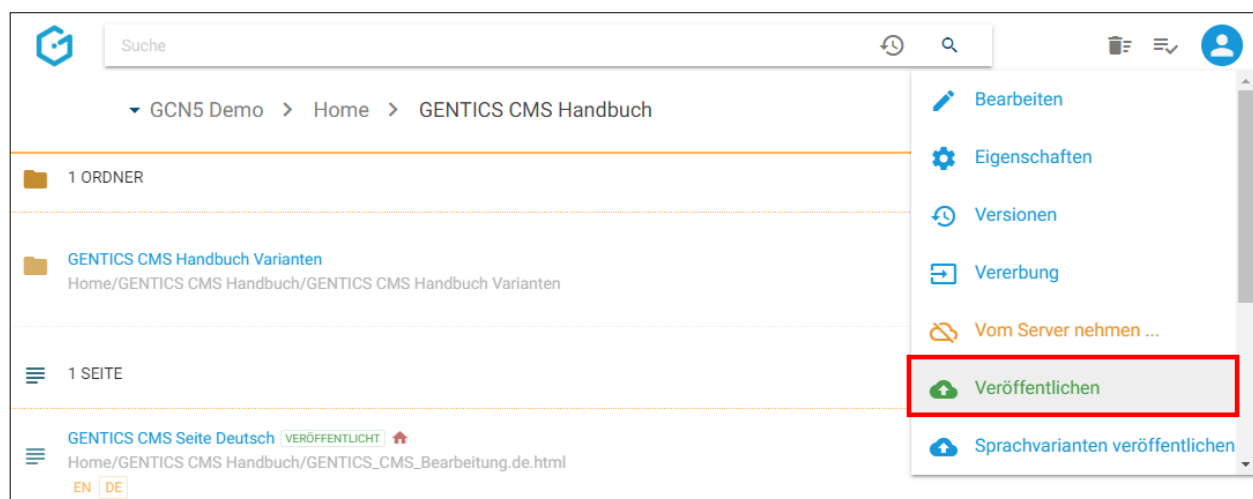 Suche
GCN5 Demo > Home > GENTICS CMS Handbuch
1 ORDNER
GENTICS CMS Handbuch Varianten
Home/GENTICS CMS Handbuch/GENTICS CMS Handbuch Varianten
1 SEITE
GENTICS CMS Seite Deutsch VERÖFFENTLICHT
Home/GENTICS CMS Handbuch/GENTICS_CMS_Bearbeitung.de.html
EN DE
Bearbeiten
Eigenschaften
Versionen
Vererbung
Vom Server nehmen ...
Veröffentlichen
Sprachvarianten veröffentlichen